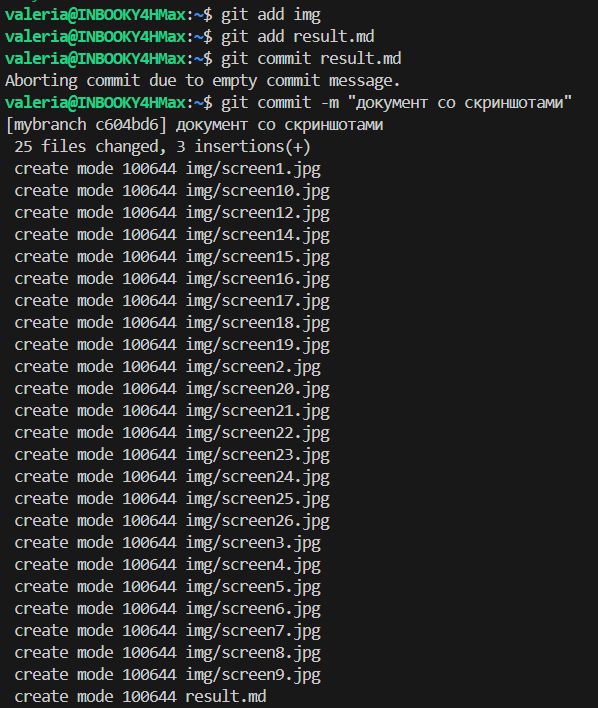 valeria@INBOOKY4HMax:~$ git add img
valeria@INBOOKY4HMax:~$ git add result.md
valeria@INBOOKY4HMax:~$ git commit result.md
Aborting commit due to empty commit message.
valeria@INBOOKY4HMax:~$ git commit -m "документ со скриншотами"
[mybranch c604bd6] документ со скриншотами
 25 files changed, 3 insertions(+)
 create mode 100644 img/screen1.jpg
 create mode 100644 img/screen10.jpg
 create mode 100644 img/screen12.jpg
 create mode 100644 img/screen14.jpg
 create mode 100644 img/screen15.jpg
 create mode 100644 img/screen16.jpg
 create mode 100644 img/screen17.jpg
 create mode 100644 img/screen18.jpg
 create mode 100644 img/screen19.jpg
 create mode 100644 img/screen2.jpg
 create mode 100644 img/screen20.jpg
 create mode 100644 img/screen21.jpg
 create mode 100644 img/screen22.jpg
 create mode 100644 img/screen23.jpg
 create mode 100644 img/screen24.jpg
 create mode 100644 img/screen25.jpg
 create mode 100644 img/screen26.jpg
 create mode 100644 img/screen3.jpg
 create mode 100644 img/screen4.jpg
 create mode 100644 img/screen5.jpg
 create mode 100644 img/screen6.jpg
 create mode 100644 img/screen7.jpg
 create mode 100644 img/screen8.jpg
 create mode 100644 img/screen9.jpg
 create mode 100644 result.md